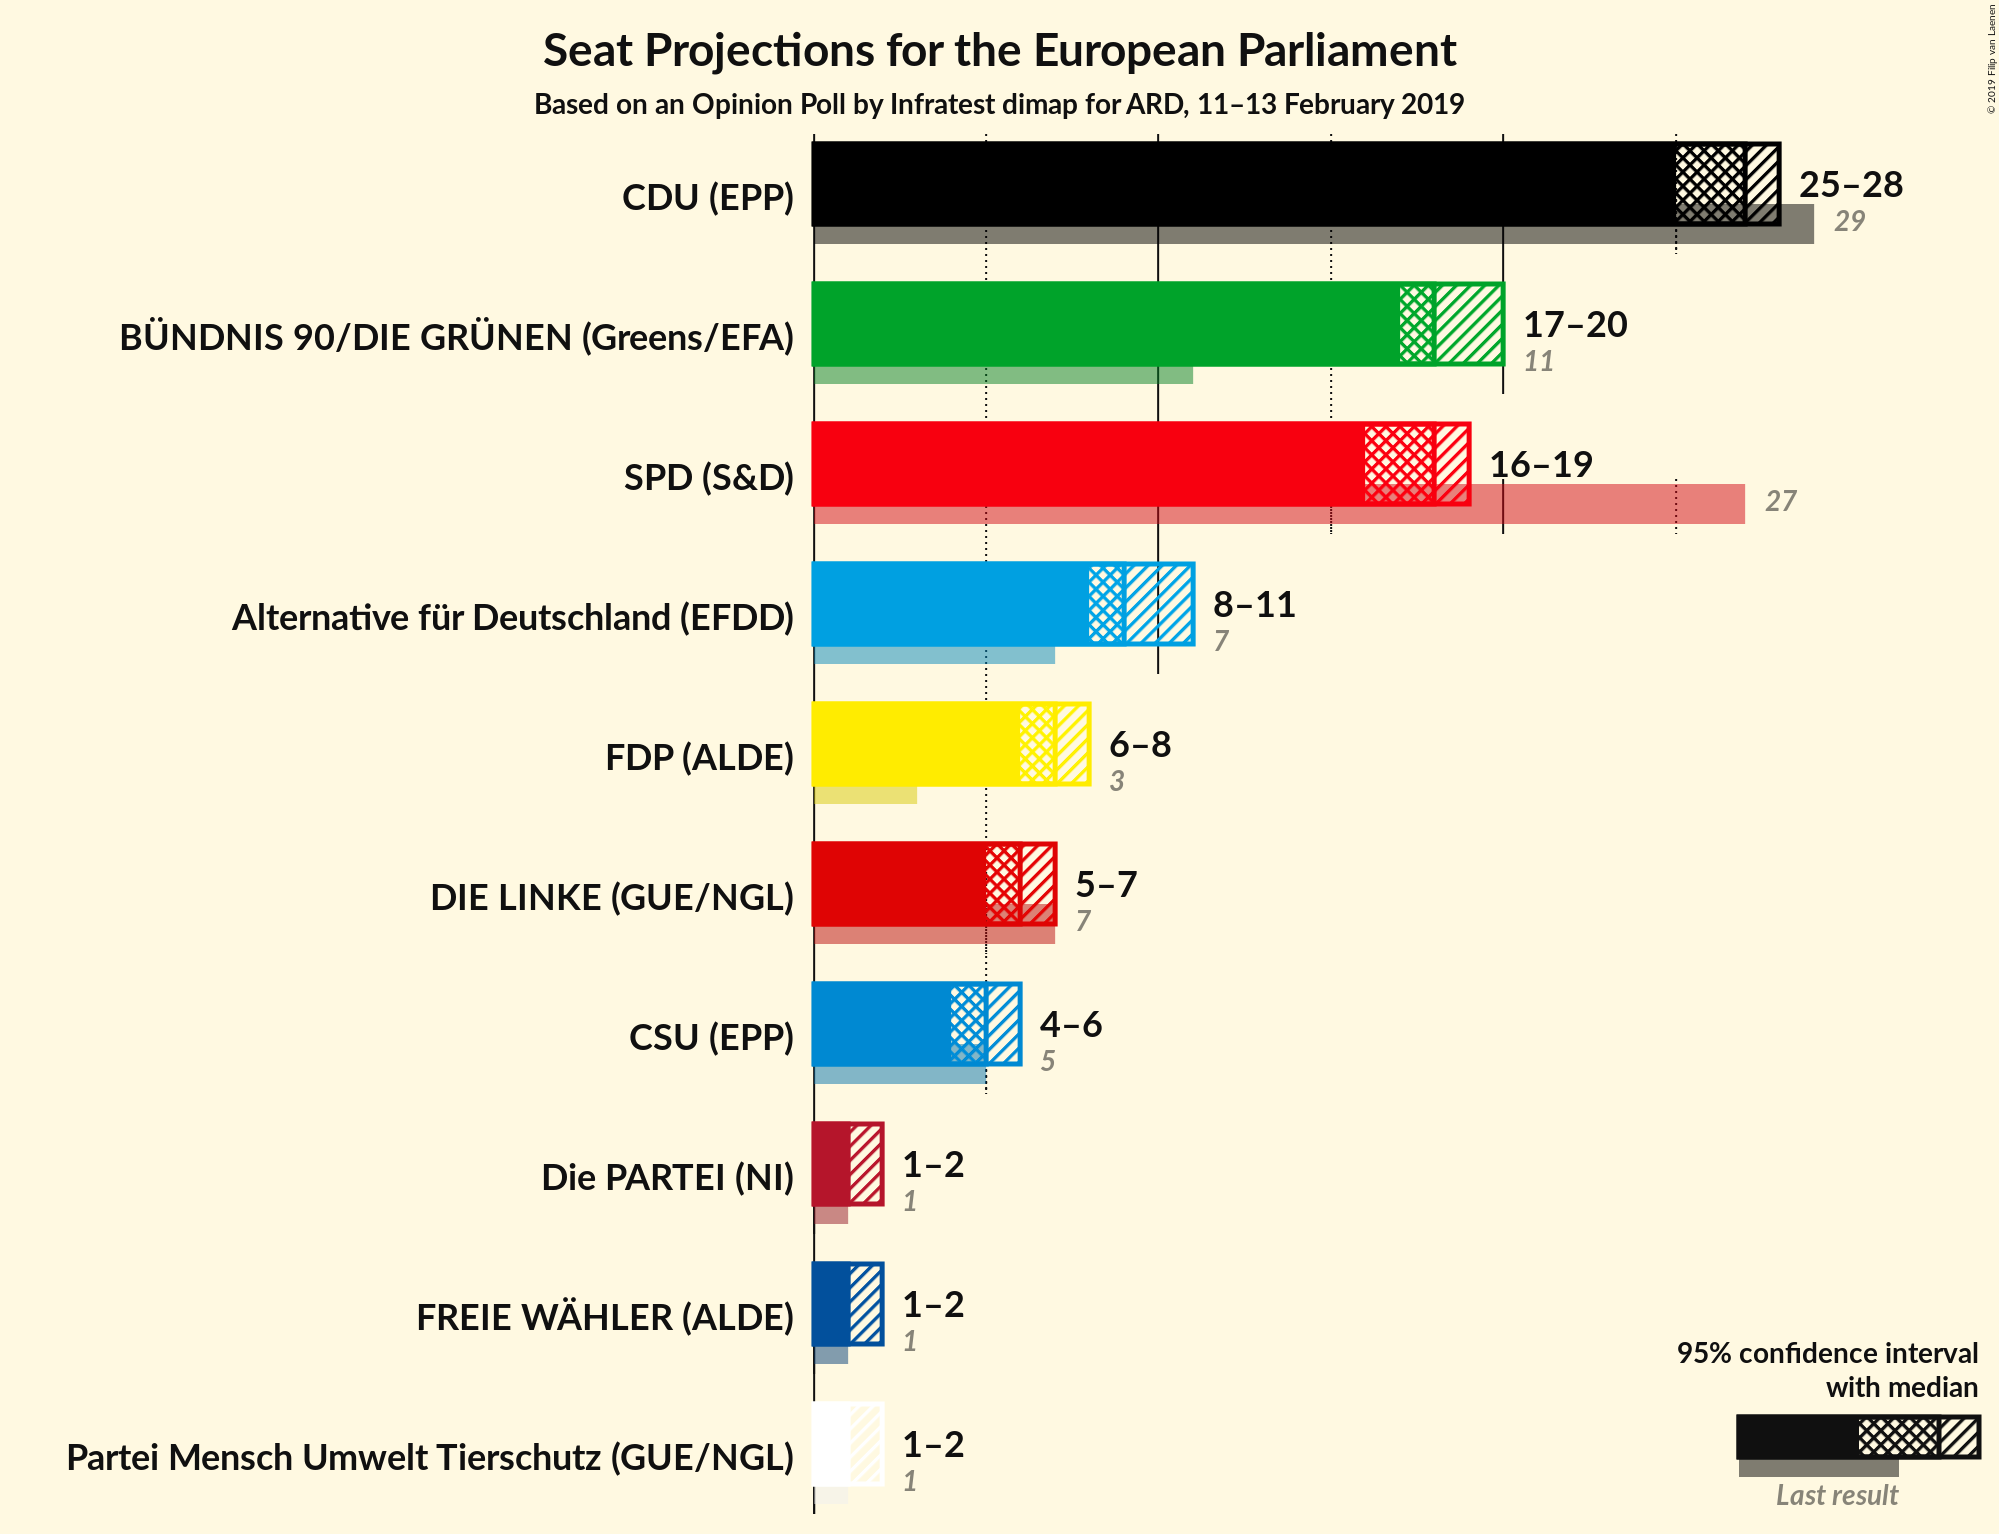 Seat Projections for the European Parliament
Based on an Opinion Poll by Infratest dimap for ARD, 11–13 February 2019
© 2019 Filip van Laenen
CDU (EPP)
25–28
29
BÜNDNIS 90/DIE GRÜNEN (Greens/EFA)
17–20
11
SPD (S&D)
16–19
27
Alternative für Deutschland (EFDD)
8–11
7
FDP (ALDE)
6–8
3
DIE LINKE (GUE/NGL)
5–7
7
CSU (EPP)
4–6
5
Die PARTEI (NI)
1–2
1
FREIE WÄHLER (ALDE)
1–2
1
Partei Mensch Umwelt Tierschutz (GUE/NGL)
1–2
1
95% confidence interval
with median
Last result